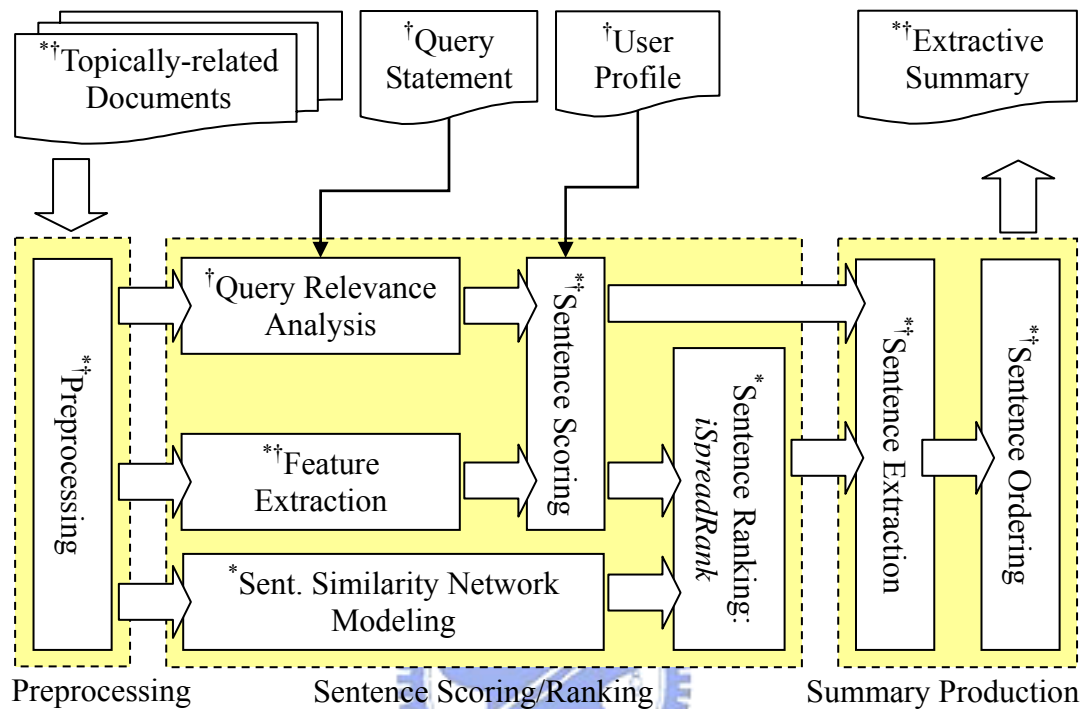 *†Topically-related
Documents
†Query
Statement
†User
Profile
*†Extractive
Summary
*†Preprocessing
†Query Relevance
Analysis
*†Feature
Extraction
*Sent. Similarity Network
Modeling
*†Sentence Scoring
*Sentence Ranking:
iSpreadRank
*†Sentence Extraction
*†Sentence Ordering
Preprocessing
Sentence Scoring/Ranking
Summary Production